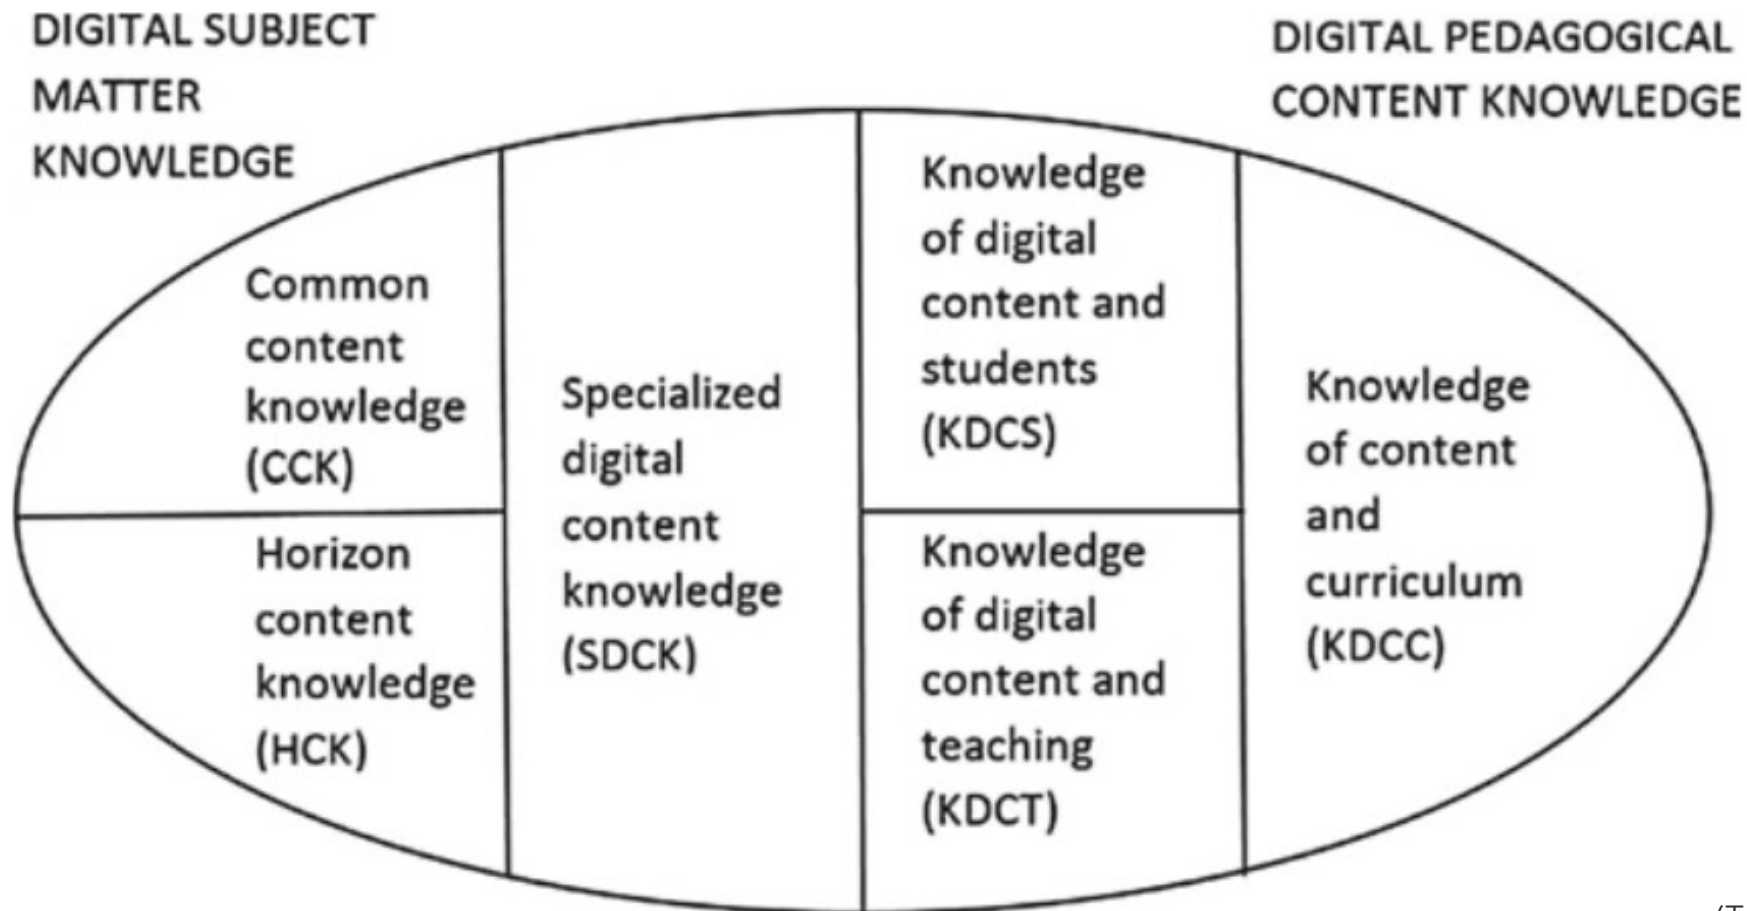 DIGITAL SUBJECT
MATTER
KNOWLEDGE
DIGITAL PEDAGOGICAL
CONTENT KNOWLEDGE
Common
content
knowledge
(CCK)
Horizon
content
knowledge
(HCK)
Specialized
digital
content
knowledge
(SDCK)
Knowledge
of digital
content and
students
(KDCS)
Knowledge
of digital
content and
teaching
(KDCT)
Knowledge
of content
and
curriculum
(KDCC)